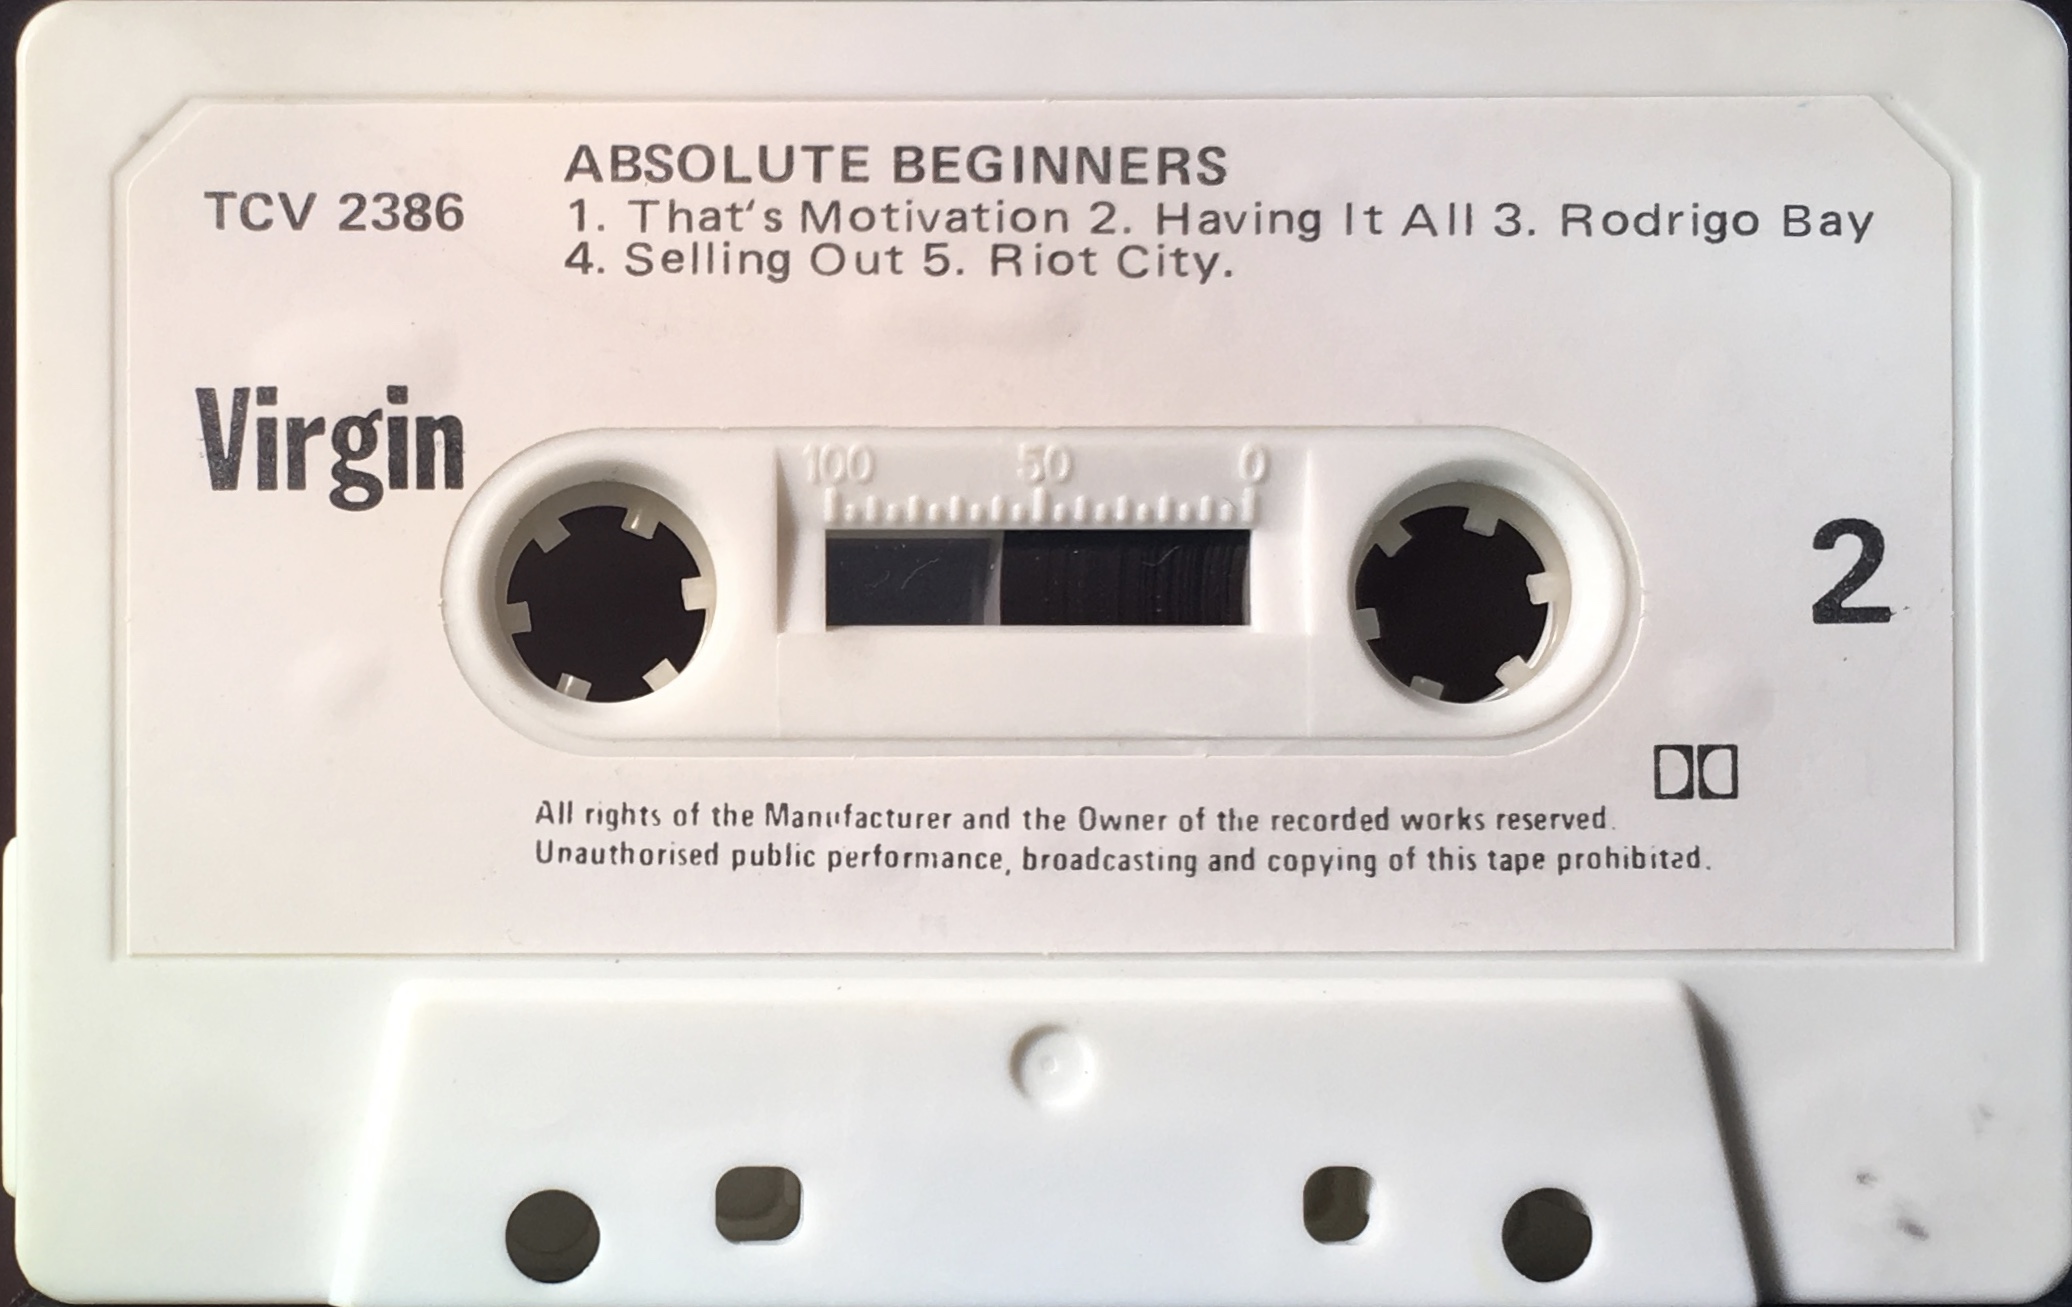 ABSOLUTE BEGINNERS
TCV 2386
1. That's Motivation 2. Having It All 3. Rodrigo Bay
4. Selling Out 5. Riot City.
Virgin
100 50 0
2
All rights of the Manufacturer and the Owner of the recorded works reserved.
Unauthorised public performance, broadcasting and copying of this tape prohibited.